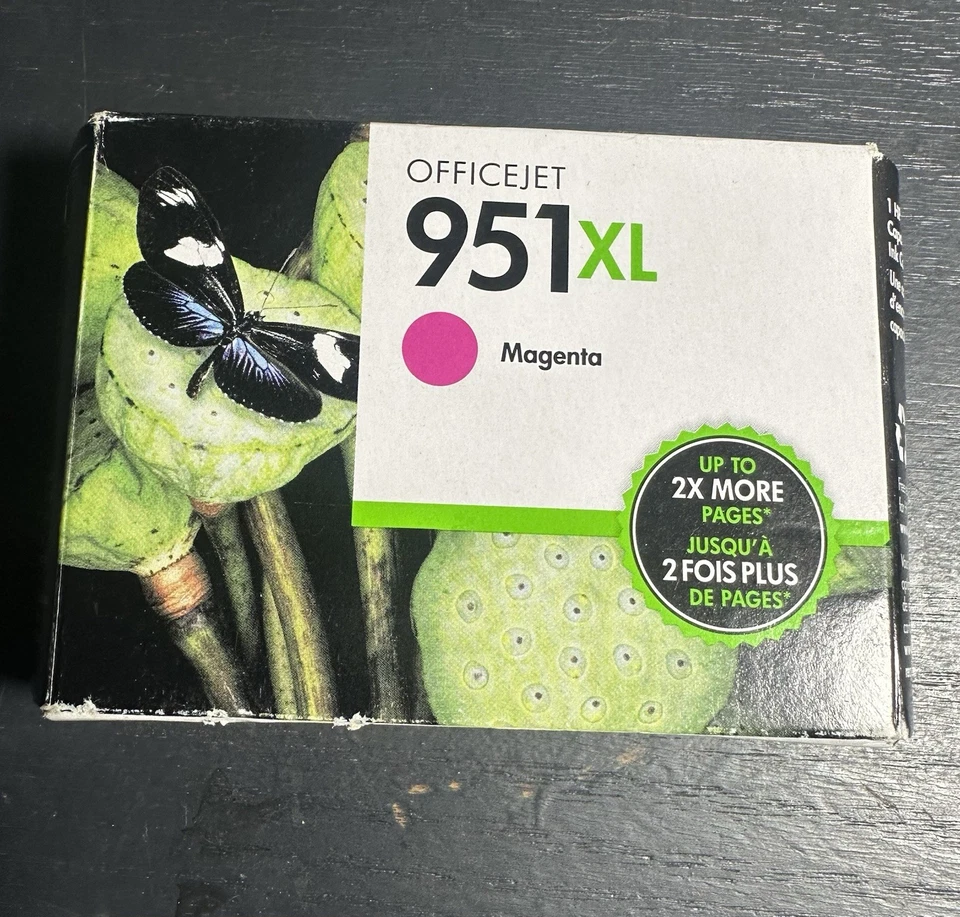 OFFICEJET
951XL
Magenta
UP TO
2X MORE
PAGES*
JUSQU'À
2 FOIS PLUS
DE PAGES*